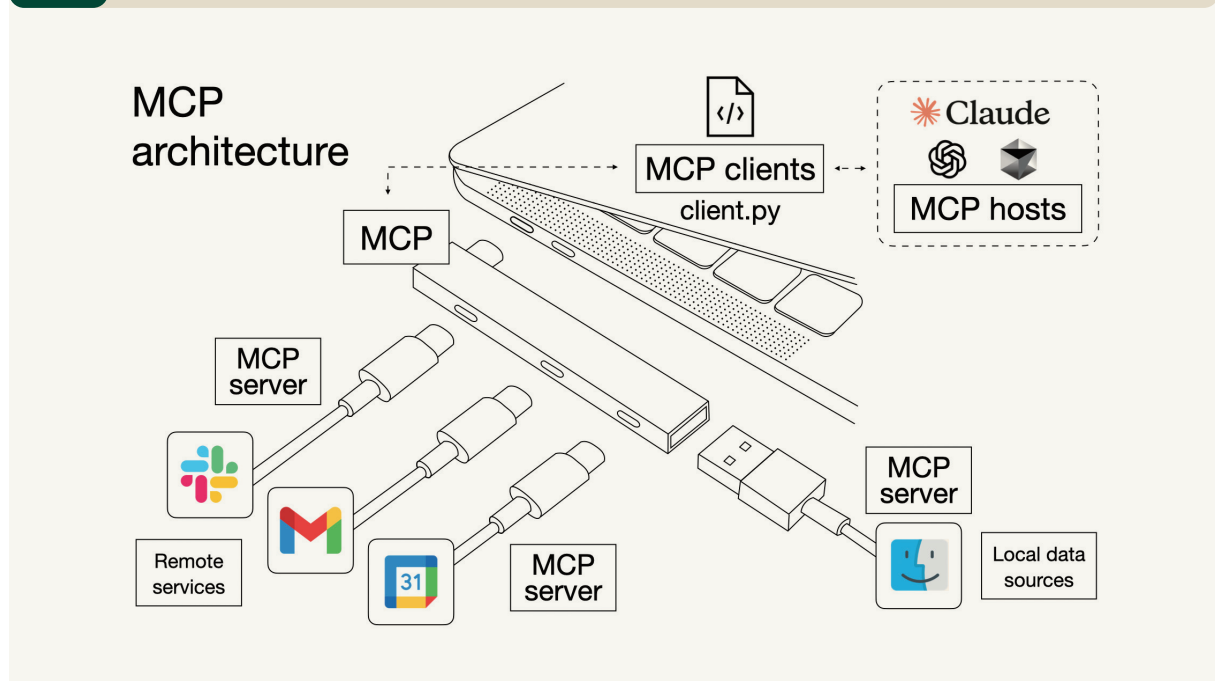 MCP
architecture
</>
MCP clients
client.py
Claude
MCP hosts
MCP
MCP
server
Remote
services
31
MCP
server
MCP
server
Local data
sources